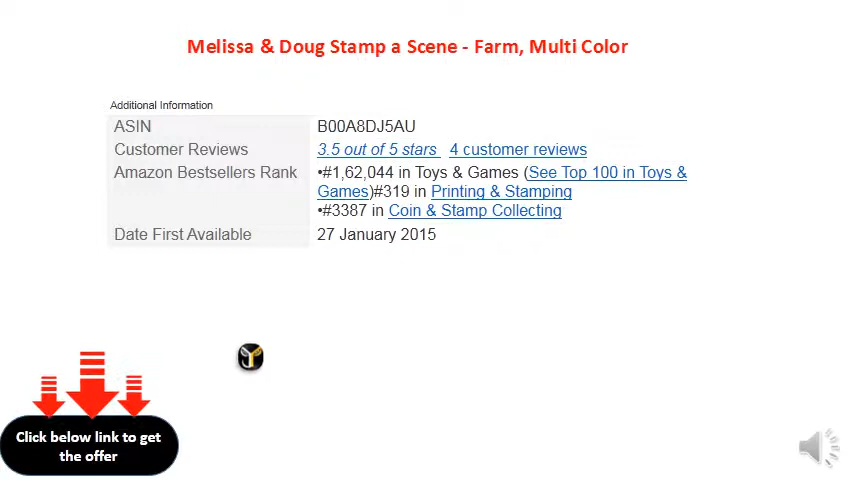 Melissa & Doug Stamp a Scene - Farm, Multi Color
Additional Information
ASIN B00A8DJ5AU
Customer Reviews 3.5 out of 5 stars 4 customer reviews
Amazon Bestsellers Rank •#1,62,044 in Toys & Games (See Top 100 in Toys &
Games)#319 in Printing & Stamping
•#3387 in Coin & Stamp Collecting
Date First Available 27 January 2015
Click below link to get
the offer